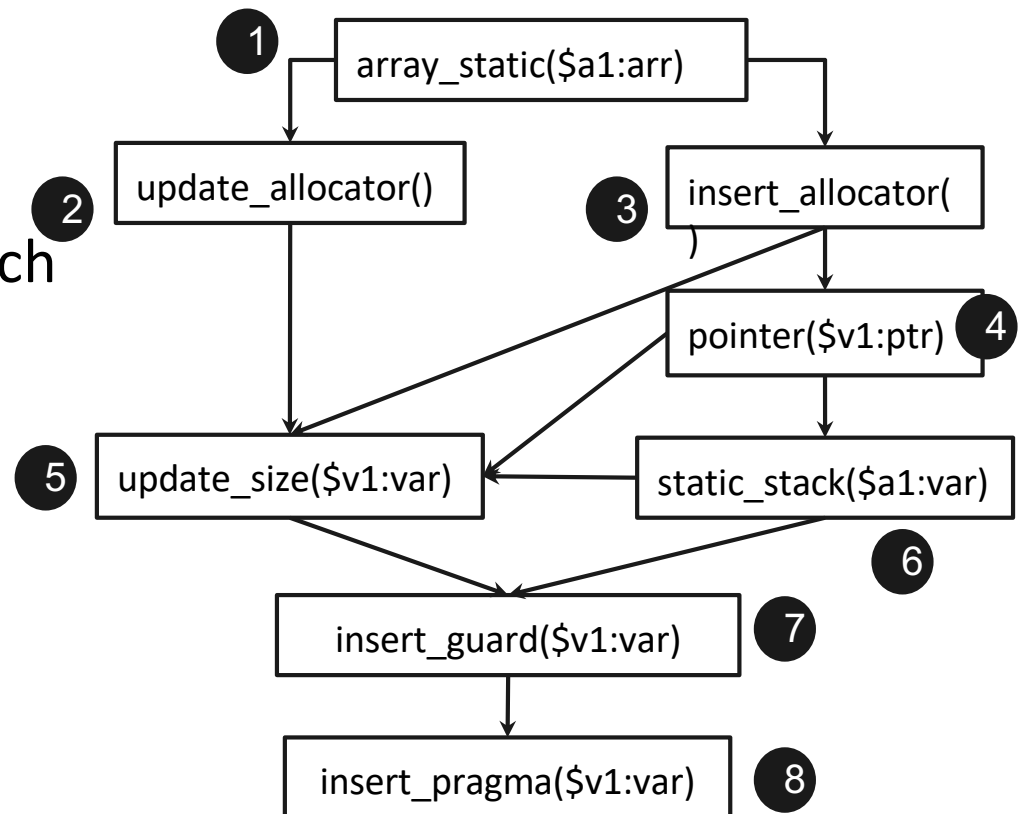 1
array_static($a1:arr)
update_allocator()
2
3
insert_allocator(
)
ch
pointer($v1:ptr)
4
5
update_size($v1:var)
static_stack($a1:var)
6
insert_guard($v1:var)
7
insert_pragma($v1:var)
8